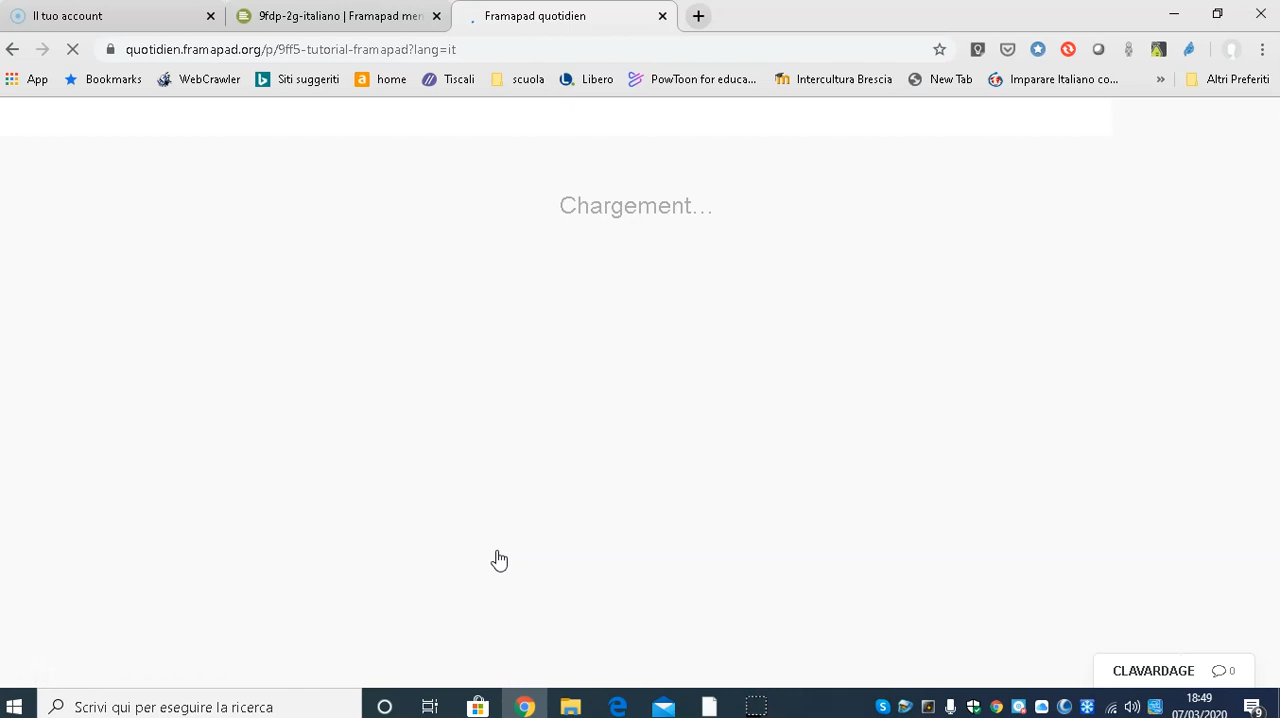 Il tuo account
9fdp-2g-italiano | Framapad men
Framapad quotidien
quotidien.framapad.org/p/9ff5-tutorial-framapad?lang=it
App
Bookmarks
WebCrawler
Siti suggeriti
home
Tiscali
scuola
Libero
PowToon for educa...
Intercultura Brescia
New Tab
Imparare Italiano co...
»
Altri Preferiti
Chargement...
CLAVARDAGE 0
Scrivi qui per eseguire la ricerca
18:49
07/03/2020
9